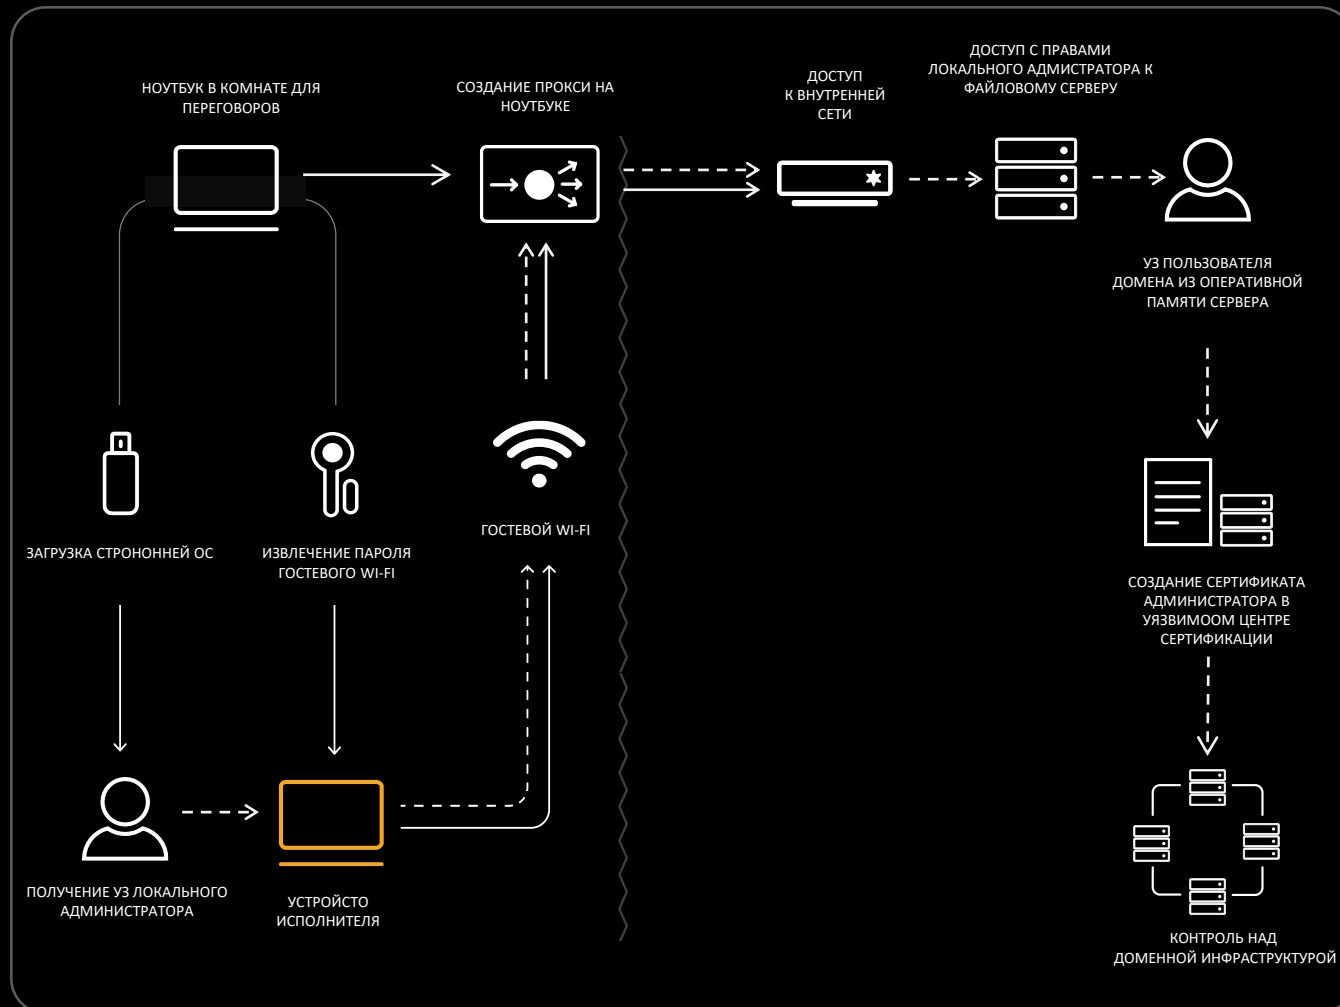 НОУТБУК В КОМНАТЕ ДЛЯ
ПЕРЕГОВОРОВ
СОЗДАНИЕ ПРОКСИ НА
НОУТБУКЕ
ДОСТУП
К ВНУТРЕННЕЙ
СЕТИ
ДОСТУП С ПРАВАМИ
ЛОКАЛЬНОГО АДМИСТРАТОРА К
ФАЙЛОВОМУ СЕРВЕРУ
УЗ ПОЛЬЗОВАТЕЛЯ
ДОМЕНА ИЗ ОПЕРАТИВНОЙ
ПАМЯТИ СЕРВЕРА
ЗАГРУЗКА СТРОНОННЕЙ ОС
ИЗВЛЕЧЕНИЕ ПАРОЛЯ
ГОСТЕВОГО WI-FI
ГОСТЕВОЙ WI-FI
СОЗДАНИЕ СЕРТИФИКАТА
АДМИНИСТРАТОРА В
УЯЗВИМООМ ЦЕНТРЕ
СЕРТИФИКАЦИИ
ПОЛУЧЕНИЕ УЗ ЛОКАЛЬНОГО
АДМИНИСТРАТОРА
УСТРОЙСТО
ИСПОЛНИТЕЛЯ
КОНТРОЛЬ НАД
ДОМЕННОЙ ИНФРАСТРУКТУРОЙ